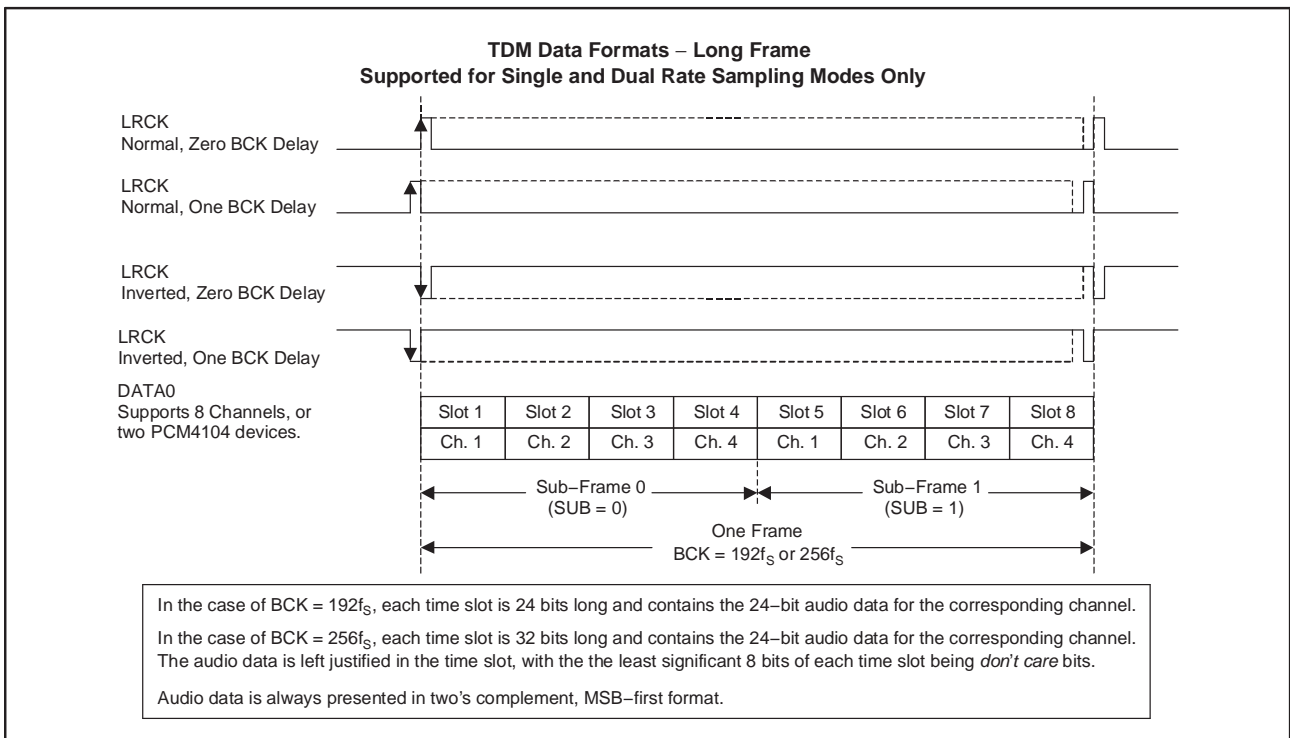 TDM Data Formats – Long Frame
Supported for Single and Dual Rate Sampling Modes Only
LRCK
Normal, Zero BCK Delay
LRCK
Normal, One BCK Delay
LRCK
Inverted, Zero BCK Delay
LRCK
Inverted, One BCK Delay
DATA0
Supports 8 Channels, or
two PCM4104 devices.
Slot 1 Slot 2 Slot 3 Slot 4 Slot 5 Slot 6 Slot 7 Slot 8
Ch. 1 Ch. 2 Ch. 3 Ch. 4 Ch. 1 Ch. 2 Ch. 3 Ch. 4
Sub−Frame 0 Sub−Frame 1
(SUB = 0) (SUB = 1)
One Frame
BCK = 192fS or 256fS
In the case of BCK = 192fS, each time slot is 24 bits long and contains the 24−bit audio data for the corresponding channel.
In the case of BCK = 256fS, each time slot is 32 bits long and contains the 24−bit audio data for the corresponding channel.
The audio data is left justified in the time slot, with the the least significant 8 bits of each time slot being don't care bits.
Audio data is always presented in two's complement, MSB−first format.